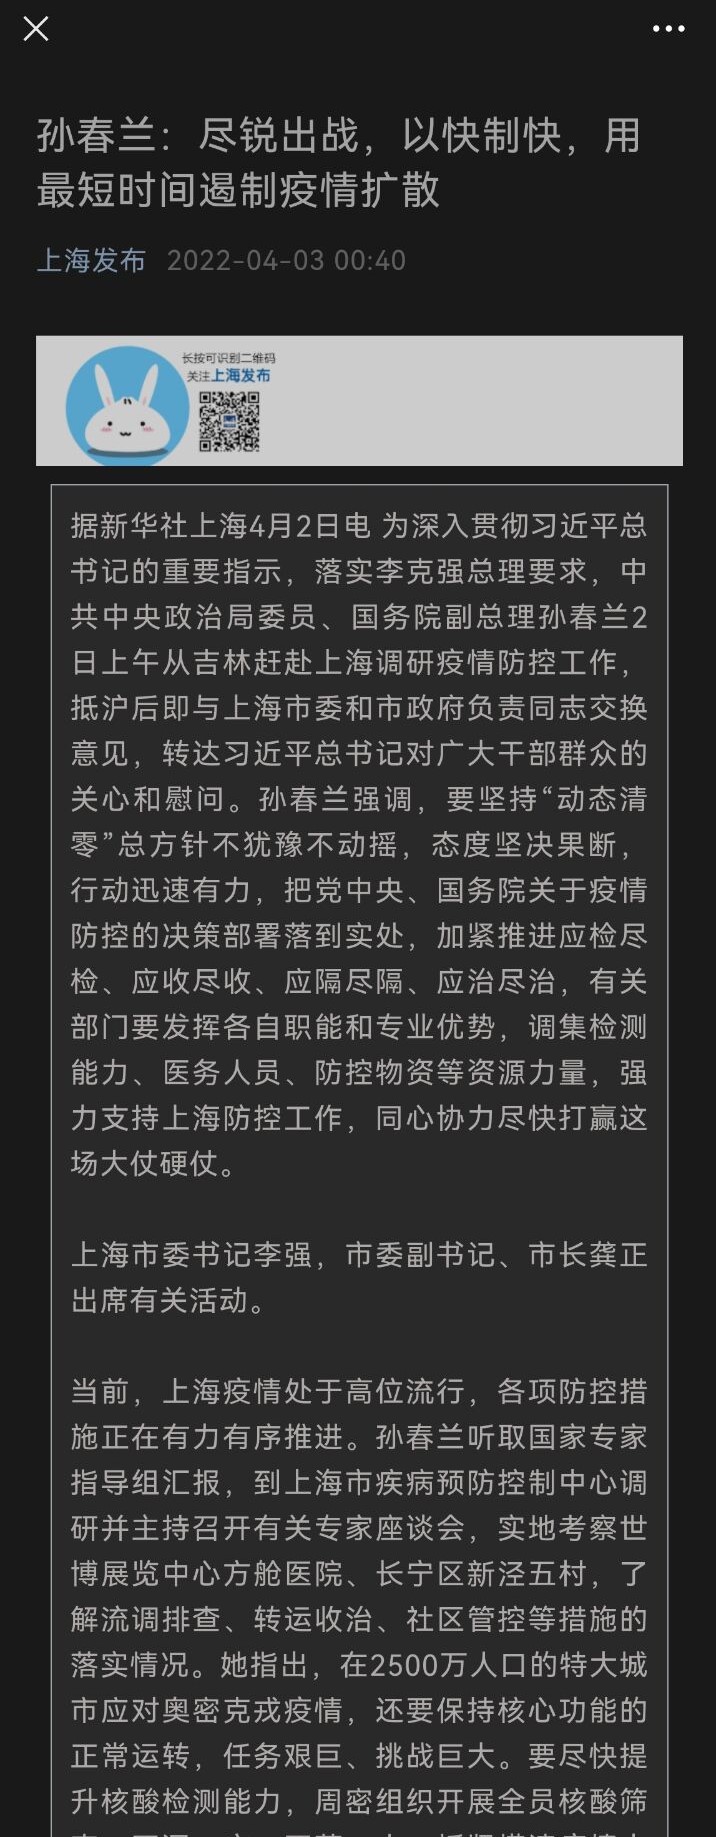 孙春兰：尽锐出战，以快制快，用
最短时间遏制疫情扩散
上海发布 2022-04-03 00:40
长按可识别二维码
关注上海发布
据新华社上海4月2日电 为深入贯彻习近平总
书记的重要指示，落实李克强总理要求，中
共中央政治局委员、国务院副总理孙春兰2
日上午从吉林赶赴上海调研疫情防控工作，
抵沪后即与上海市委和市政府负责同志交换
意见，转达习近平总书记对广大干部群众的
关心和慰问。孙春兰强调，要坚持“动态清
零”总方针不犹豫不动摇，态度坚决果断，
行动迅速有力，把党中央、国务院关于疫情
防控的决策部署落到实处，加紧推进应检尽
检、应收尽收、应隔尽隔、应治尽治，有关
部门要发挥各自职能和专业优势，调集检测
能力、医务人员、防控物资等资源力量，强
力支持上海防控工作，同心协力尽快打赢这
场大仗硬仗。
上海市委书记李强，市委副书记、市长龚正
出席有关活动。
当前，上海疫情处于高位流行，各项防控措
施正在有力有序推进。孙春兰听取国家专家
指导组汇报，到上海市疾病预防控制中心调
研并主持召开有关专家座谈会，实地考察世
博展览中心方舱医院、长宁区新泾五村，了
解流调排查、转运收治、社区管控等措施的
落实情况。她指出，在2500万人口的特大城
市应对奥密克戎疫情，还要保持核心功能的
正常运转，任务艰巨、挑战巨大。要尽快提
升核酸检测能力，周密组织开展全员核酸筛